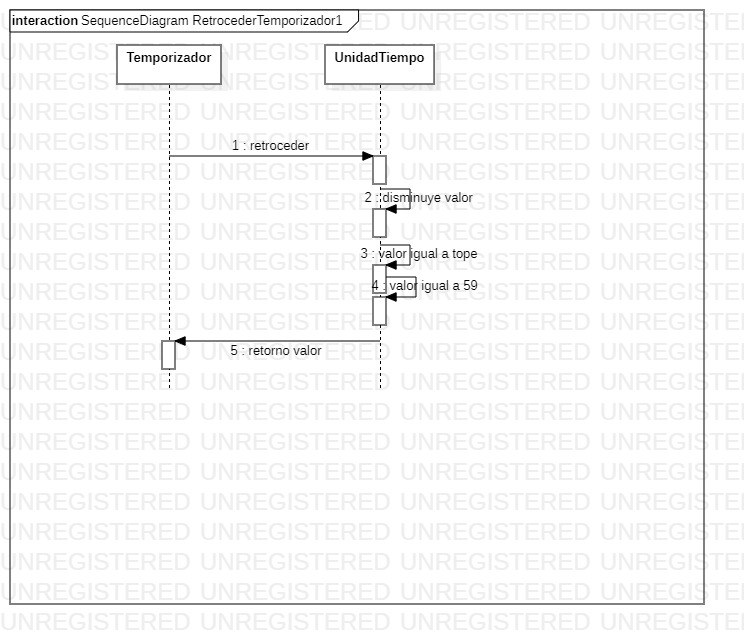 interaction SequenceDiagram RetrocederTemporizador1
Temporizador UnidadTiempo
1 : retroceder
2 : disminuye valor
3 : valor igual a tope
4 : valor igual a 59
5 : retorno valor
UNREGISTERED UNREGISTERED UNREGISTERED UNREGISTERED